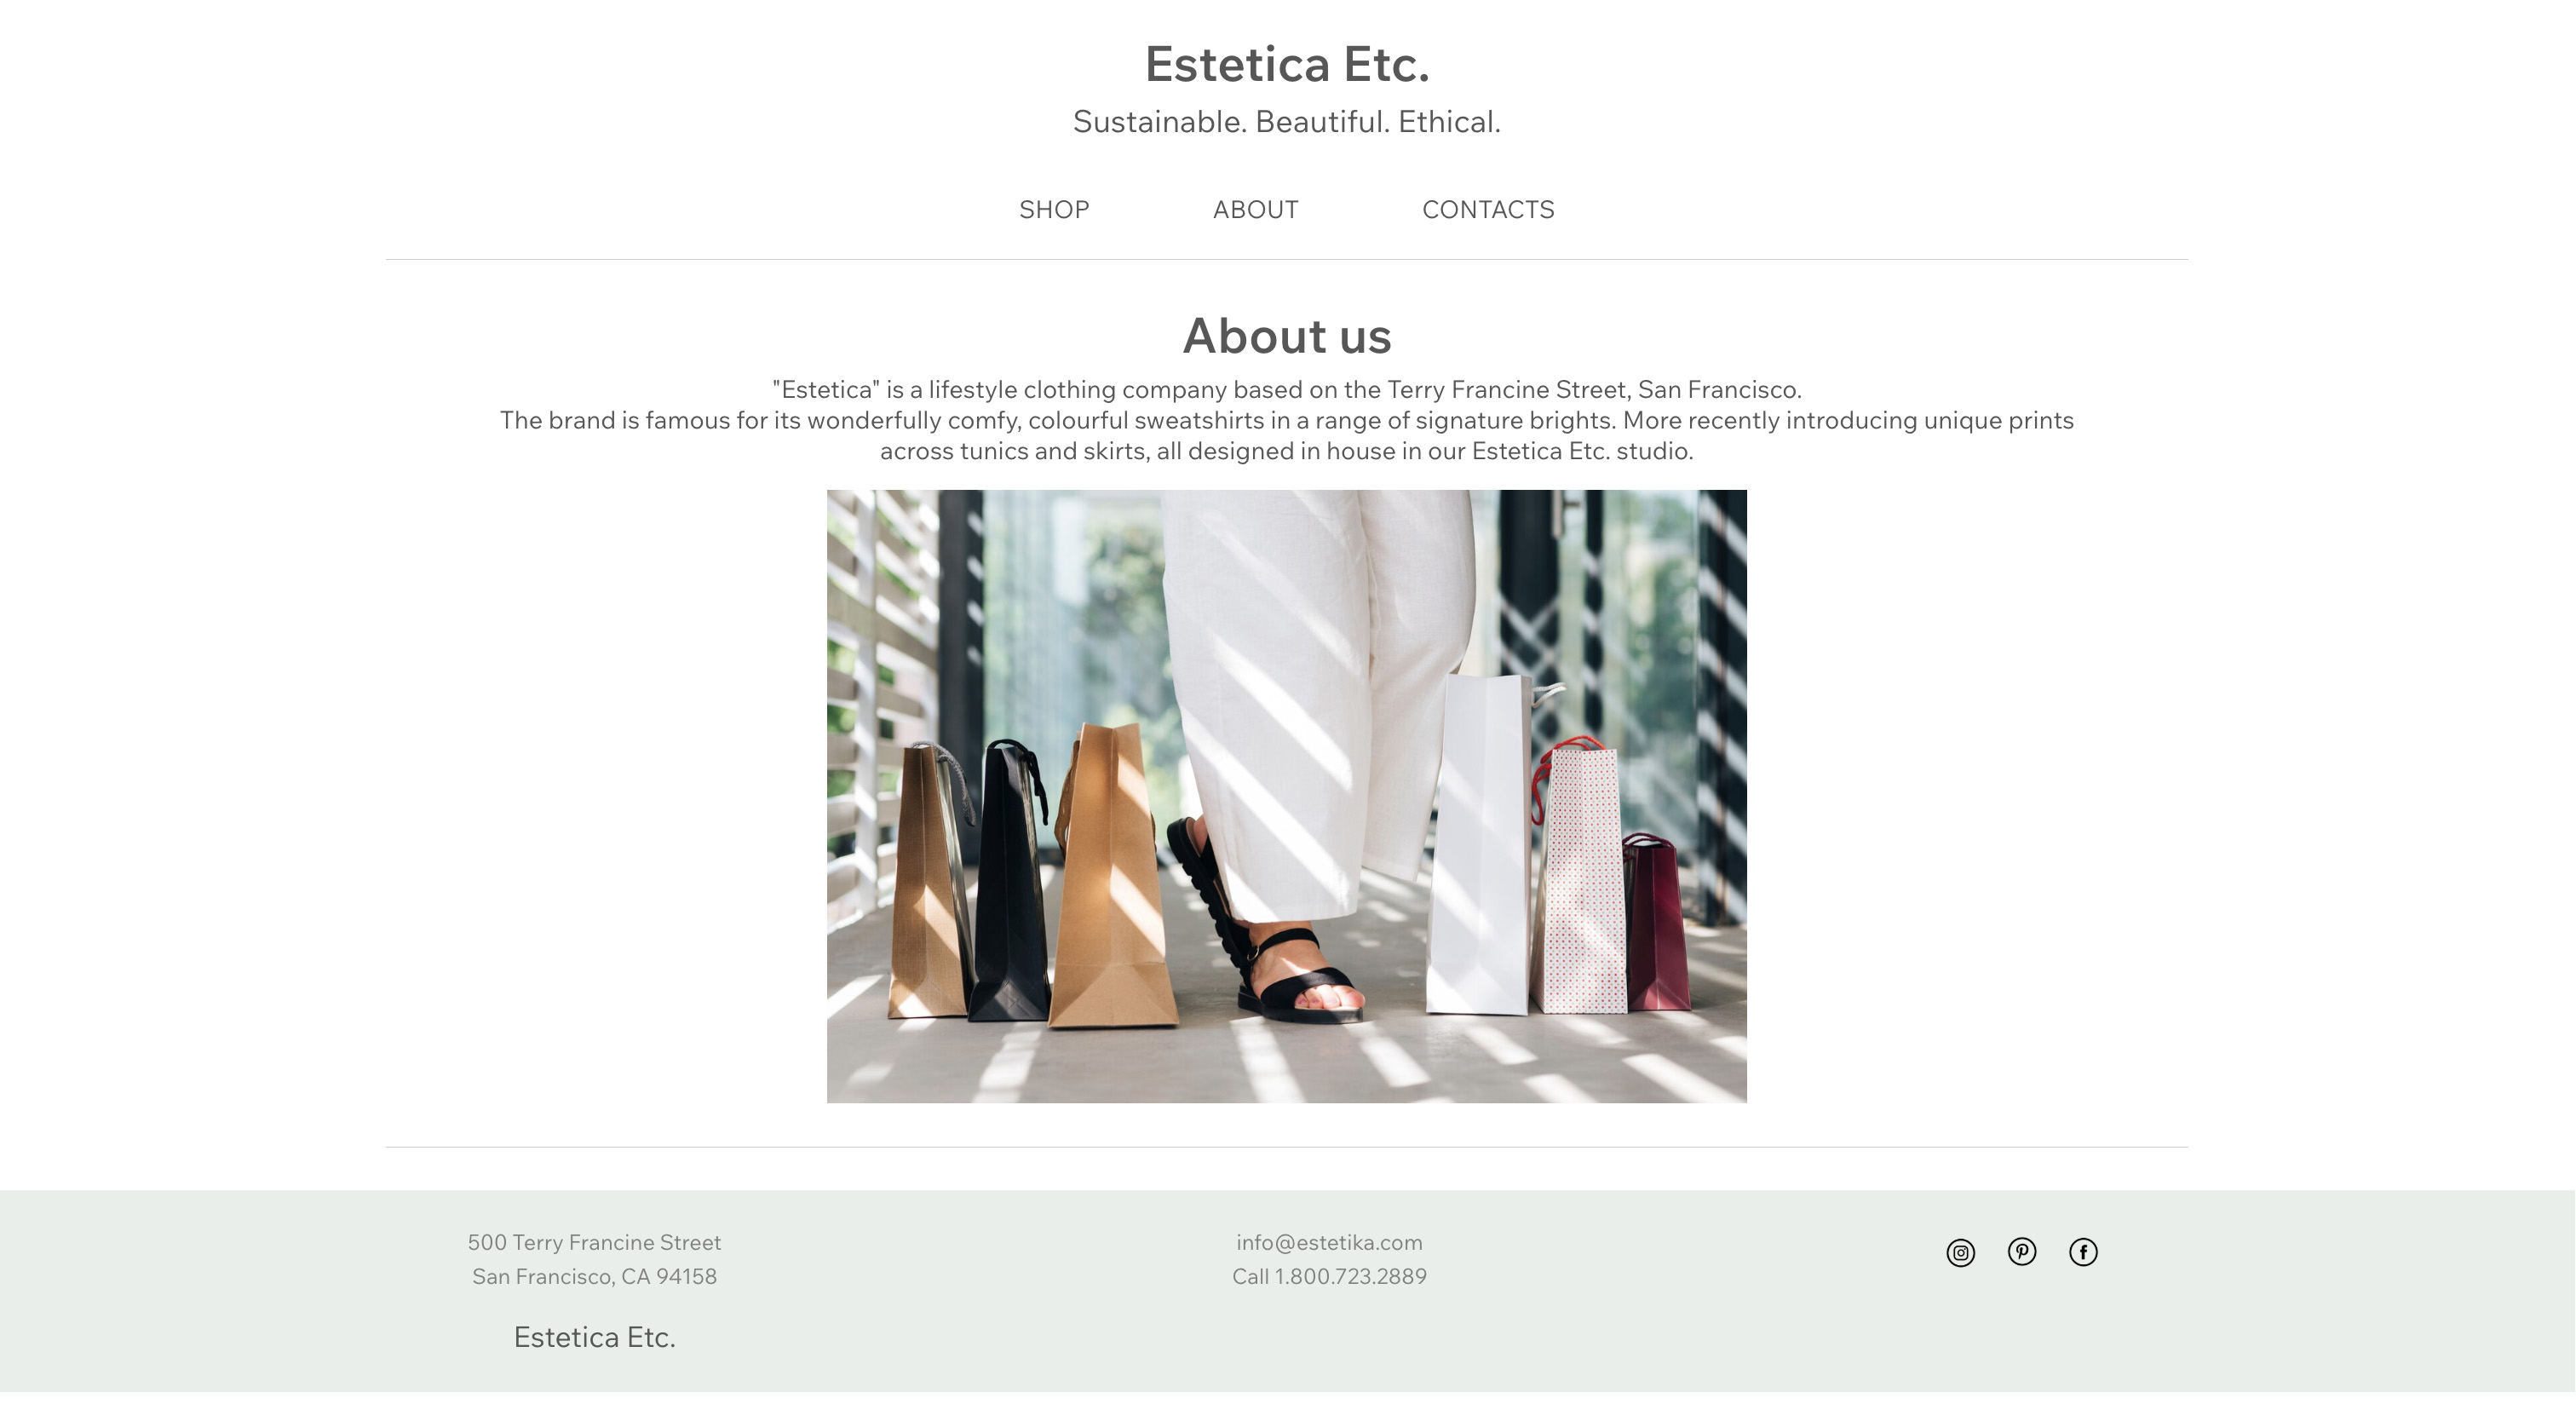 Estetica Etc.
Sustainable. Beautiful. Ethical.
SHOP ABOUT CONTACTS
About us
"Estetica" is a lifestyle clothing company based on the Terry Francine Street, San Francisco.
The brand is famous for its wonderfully comfy, colourful sweatshirts in a range of signature brights. More recently introducing unique prints
across tunics and skirts, all designed in house in our Estetica Etc. studio.
500 Terry Francine Street
San Francisco, CA 94158
Estetica Etc.
info@estetika.com
Call 1.800.723.2889